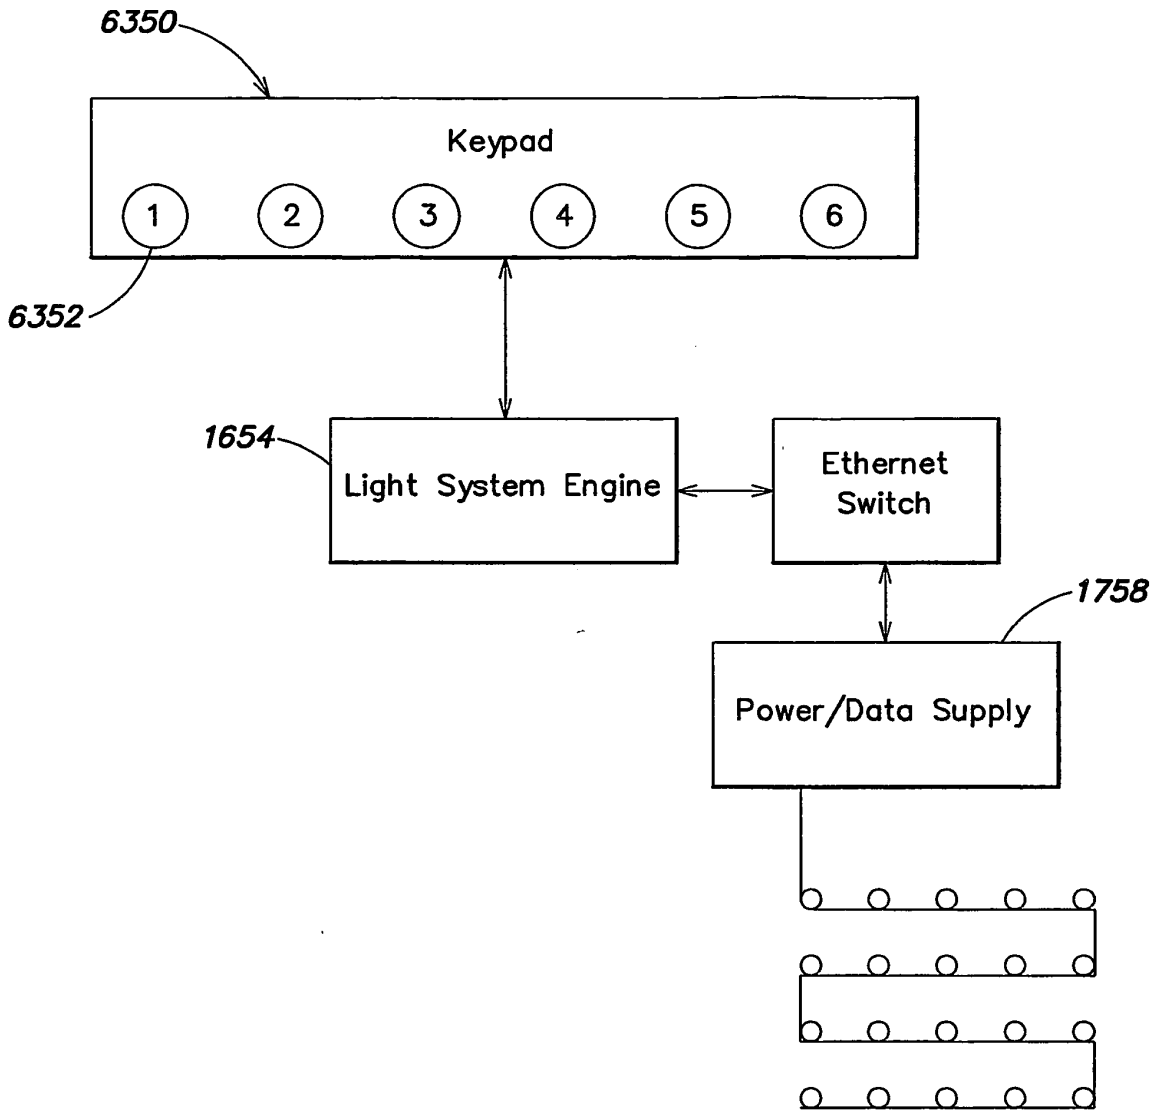 6350
Keypad
1 2 3 4 5 6
6352
1654
Light System Engine
Ethernet
Switch
1758
Power/Data Supply